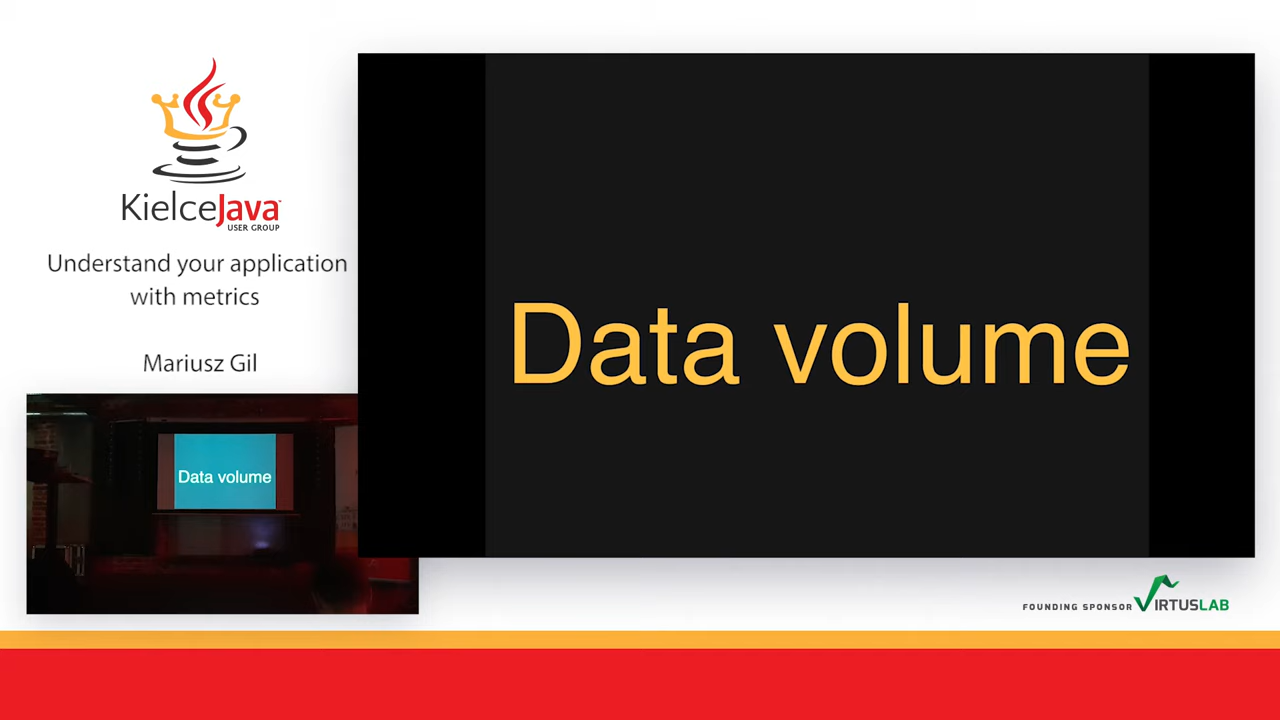 KielceJava
USER GROUP
Understand your application
with metrics
Mariusz Gil
Data volume
Data volume
FOUNDING SPONSOR VIRTUSLAB